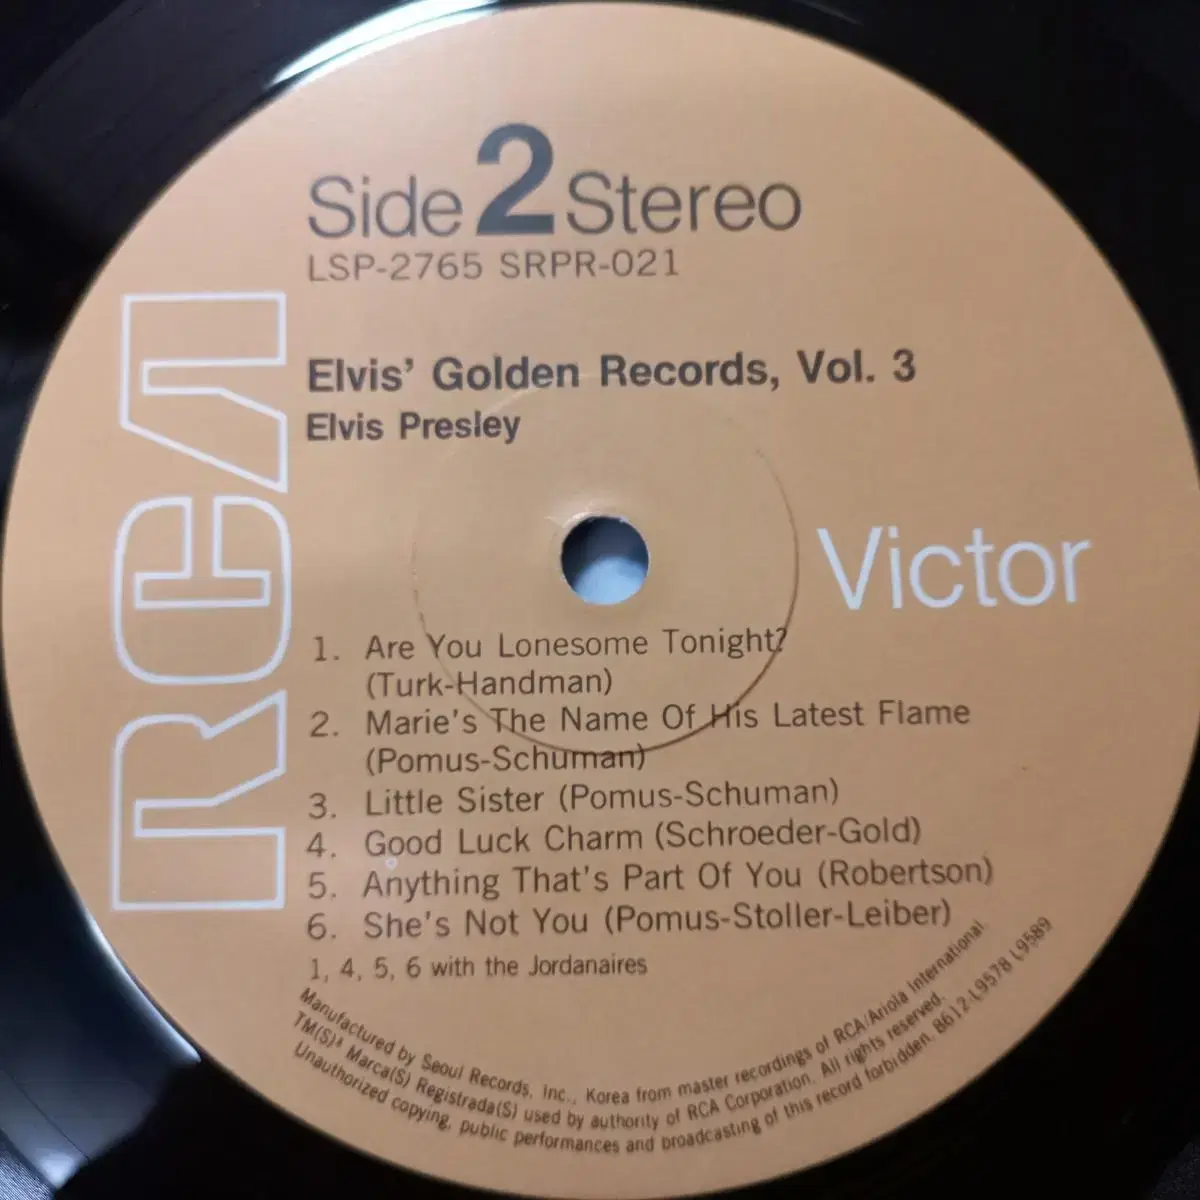 Side 2 Stereo
LSP-2765 SRPR-021
Elvis' Golden Records, Vol. 3
Elvis Presley
RCA
Victor
1. Are You Lonesome Tonight?
(Turk-Handman)
2. Marie's The Name Of His Latest Flame
(Pomus-Schuman)
3. Little Sister (Pomus-Schuman)
4. Good Luck Charm (Schroeder-Gold)
5. Anything That's Part Of You (Robertson)
6. She's Not You (Pomus-Stoller-Leiber)
1, 4, 5, 6 with the Jordanaires
Manufactured by Seoul Records, Inc., Korea from master recordings of RCA/Ariola International.
TM(S)® Marca(S) Registrada(S) used by authority of RCA Corporation. All rights reserved.
Unauthorized copying, public performances and broadcasting of this record forbidden. 8612-L9578 L9589